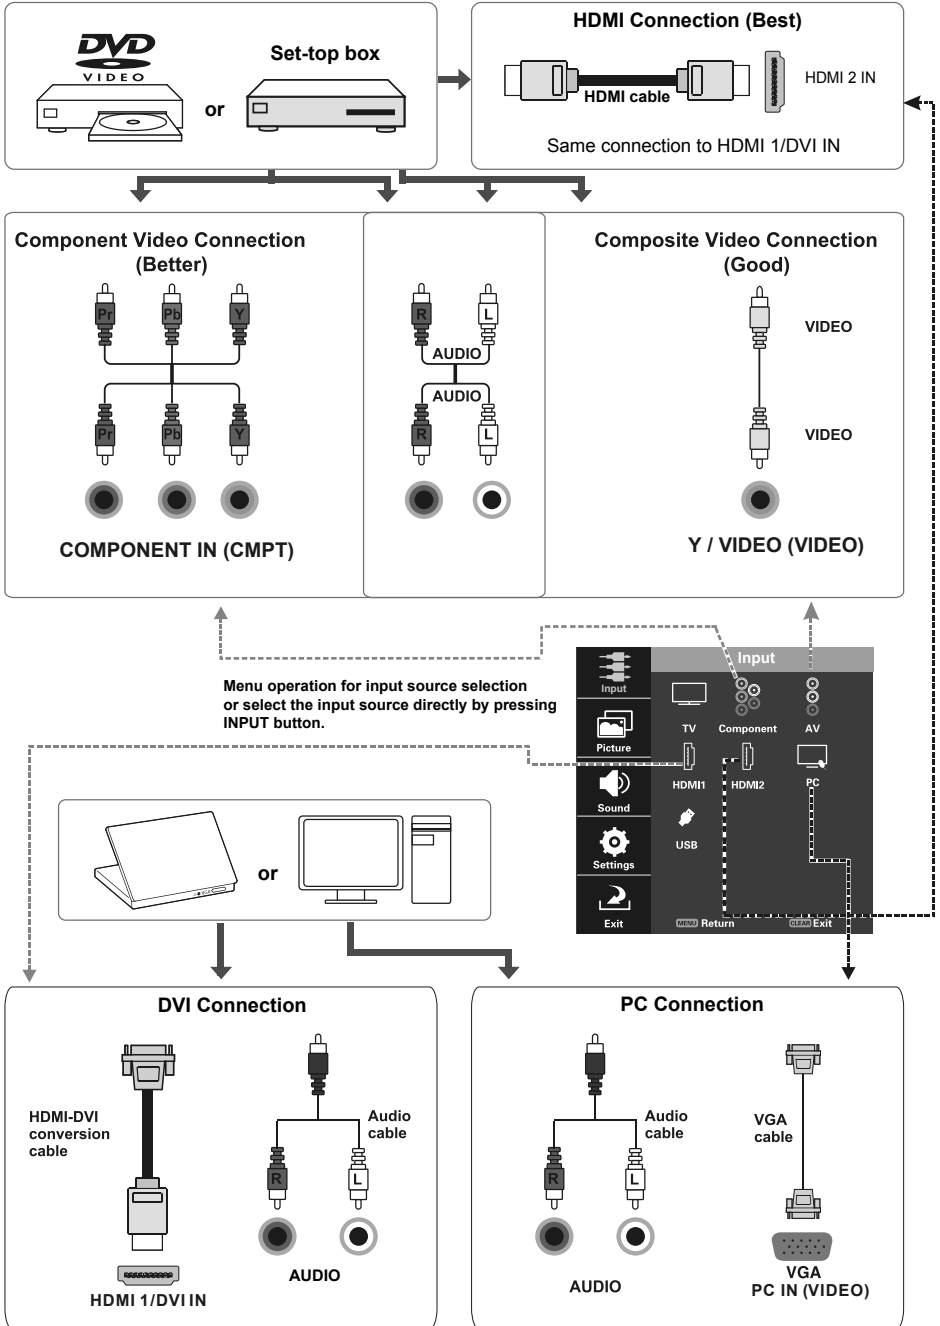 DVD
VIDEO
or
Set-top box
HDMI Connection (Best)
HDMI cable
HDMI 2 IN
Same connection to HDMI 1/DVI IN
Component Video Connection
(Better)
Pr Pb Y
Pr Pb Y
COMPONENT IN (CMPT)
R L
AUDIO
AUDIO
R L
Composite Video Connection
(Good)
VIDEO
VIDEO
Y / VIDEO (VIDEO)
Menu operation for input source selection
or select the input source directly by pressing
INPUT button.
Input
Input
Picture
Sound
Settings
Exit
TV Component AV
HDMI1 HDMI2 PC
USB
MENU Return CLEAR Exit
or
DVI Connection
HDMI-DVI
conversion
cable
Audio
cable
R L
HDMI 1/DVI IN
AUDIO
PC Connection
Audio
cable
R L
AUDIO
VGA
cable
VGA
PC IN (VIDEO)